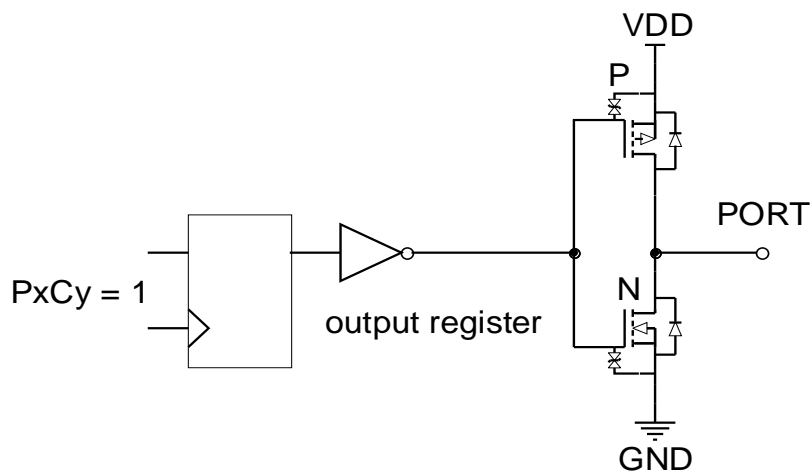 VDD
P
PORT
PxCy = 1
N
output register
GND